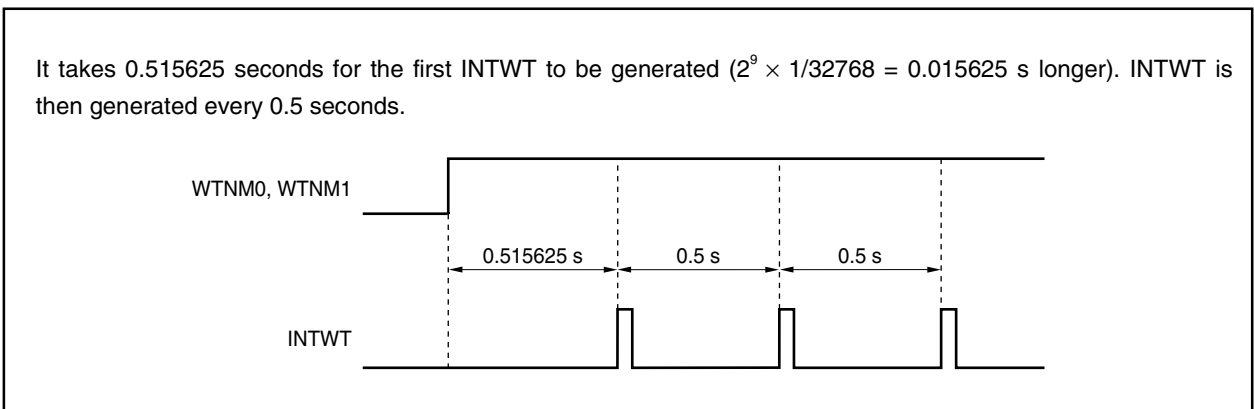 It takes 0.515625 seconds for the first INTWT to be generated (2⁹ × 1/32768 = 0.015625 s longer). INTWT is
then generated every 0.5 seconds.
WTNM0, WTNM1
0.515625 s 0.5 s 0.5 s
INTWT